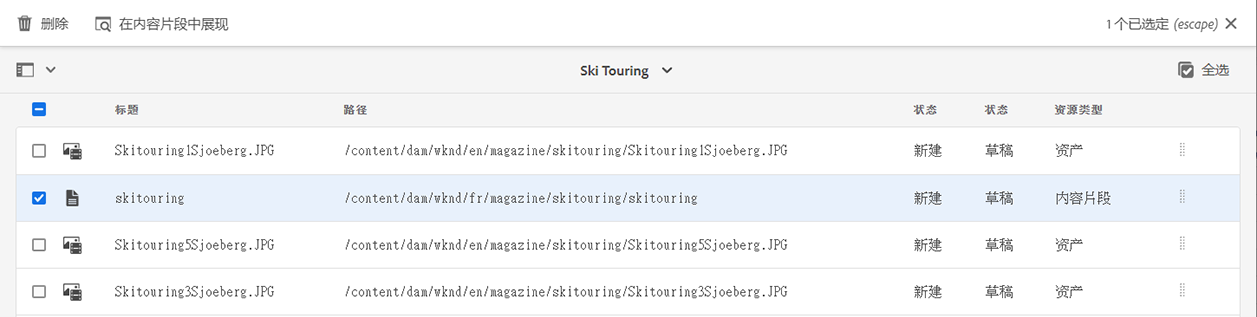 删除 在内容片段中展现 1 个已选定 (escape)
Ski Touring 全选
标题 路径 状态 状态 资源类型
Skitouring1Sjoeberg.JPG /content/dam/wknd/en/magazine/skitouring/Skitouring1Sjoeberg.JPG 新建 草稿 资产
skitouring /content/dam/wknd/fr/magazine/skitouring/skitouring 新建 草稿 内容片段
Skitouring5Sjoeberg.JPG /content/dam/wknd/en/magazine/skitouring/Skitouring5Sjoeberg.JPG 新建 草稿 资产
Skitouring3Sjoeberg.JPG /content/dam/wknd/en/magazine/skitouring/Skitouring3Sjoeberg.JPG 新建 草稿 资产